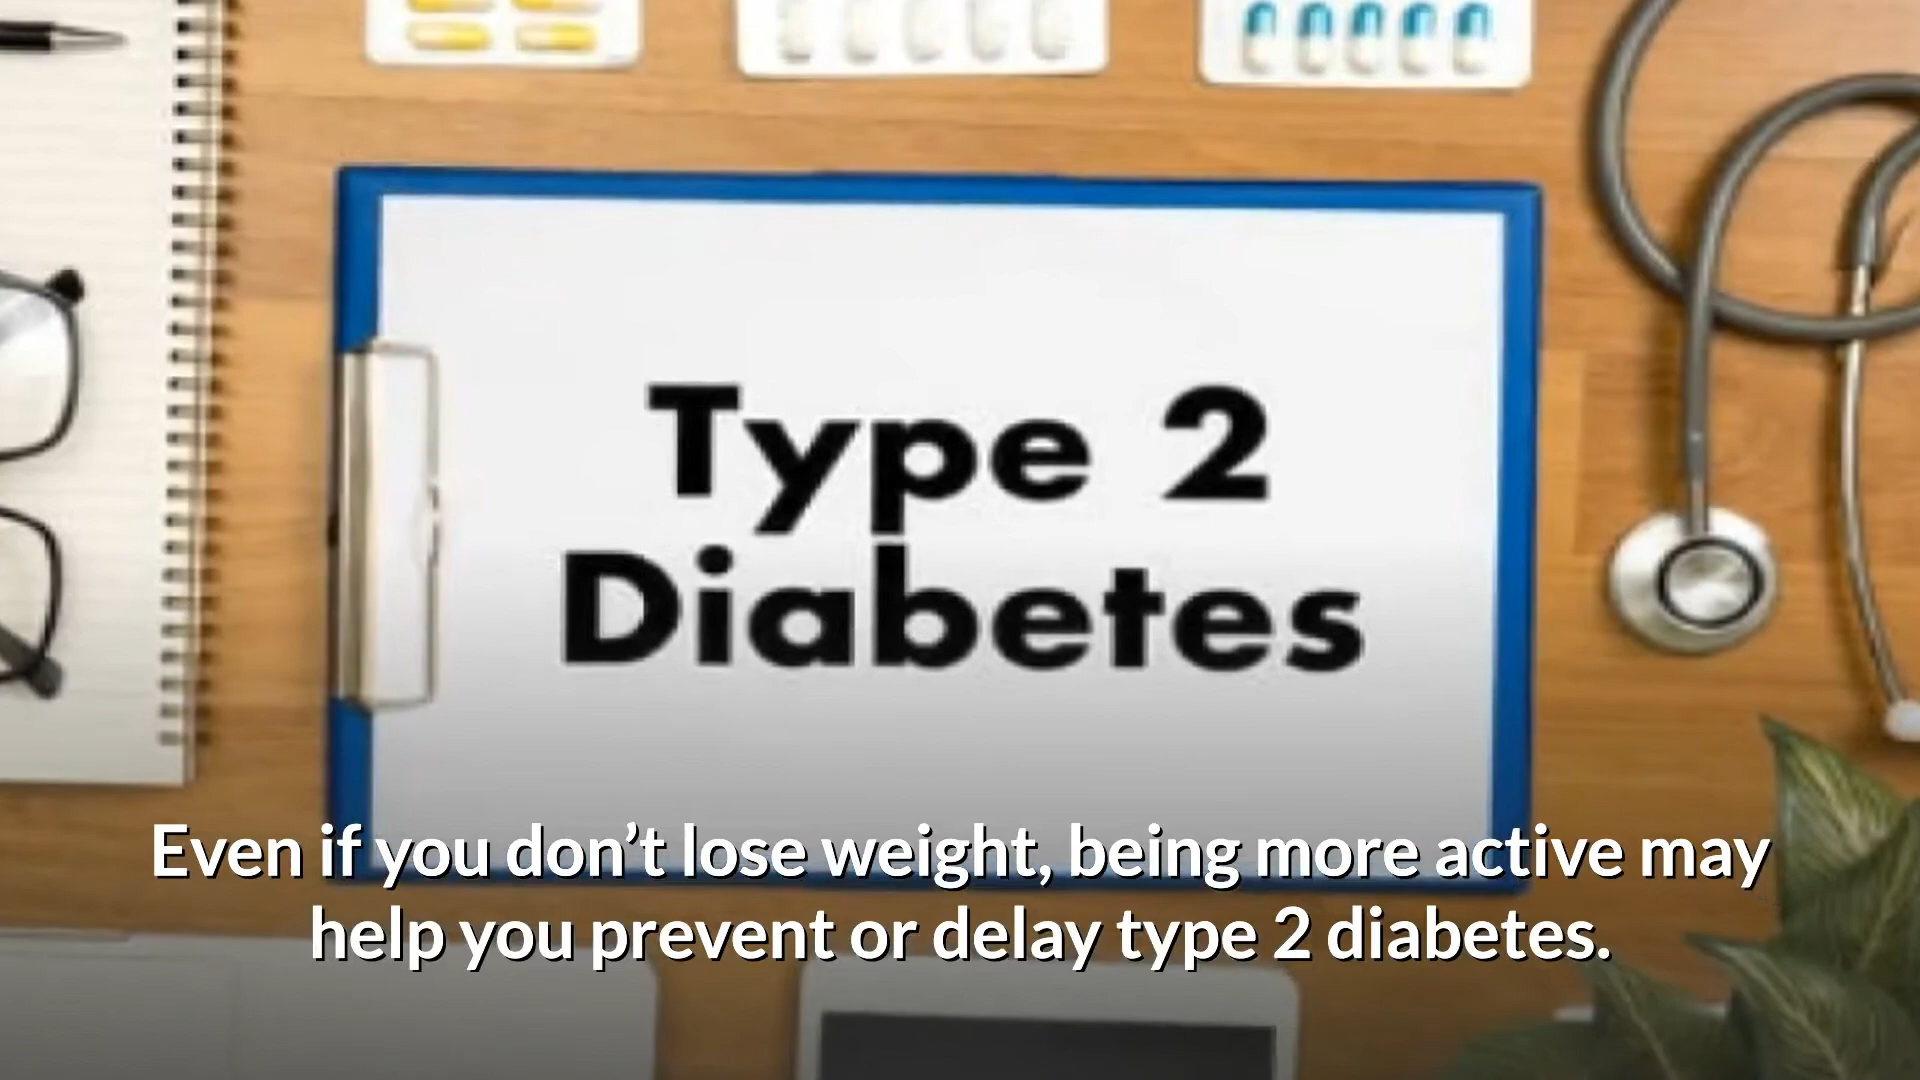 Type 2
Diabetes
Even if you don’t lose weight, being more active may
help you prevent or delay type 2 diabetes.